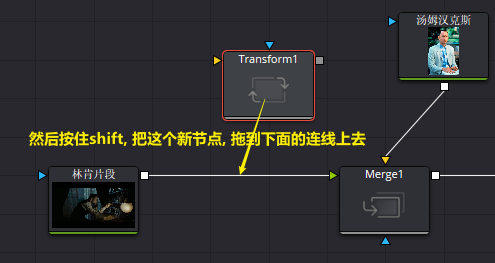 汤姆汉克斯
Transform1
然后按住shift, 把这个新节点, 拖到下面的连线上去
林肯片段
Merge1